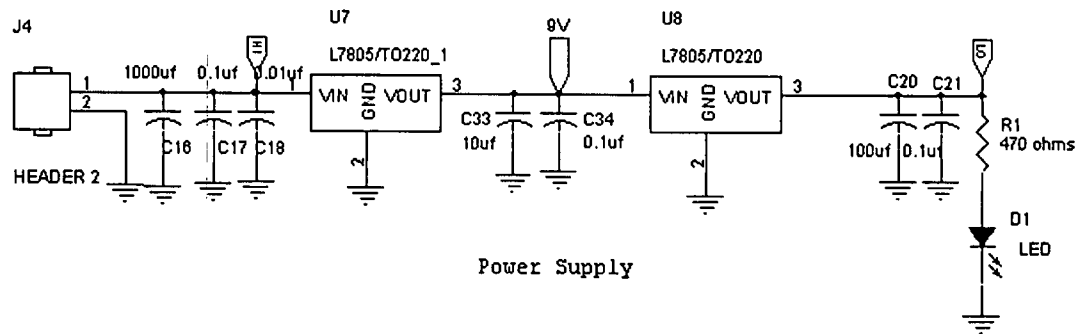 J4
U7
9V
U8
L7805/TO220_1
L7805/TO220
1
2
1000uf
0.1uf
0.01uf
1
VIN
GND
VOUT
3
1
VIN
GND
VOUT
3
C20
C21
C16
C17
C18
C33
10uf
C34
0.1uf
100uf
0.1uf
R1
470 ohms
2
2
HEADER 2
D1
LED
Power Supply